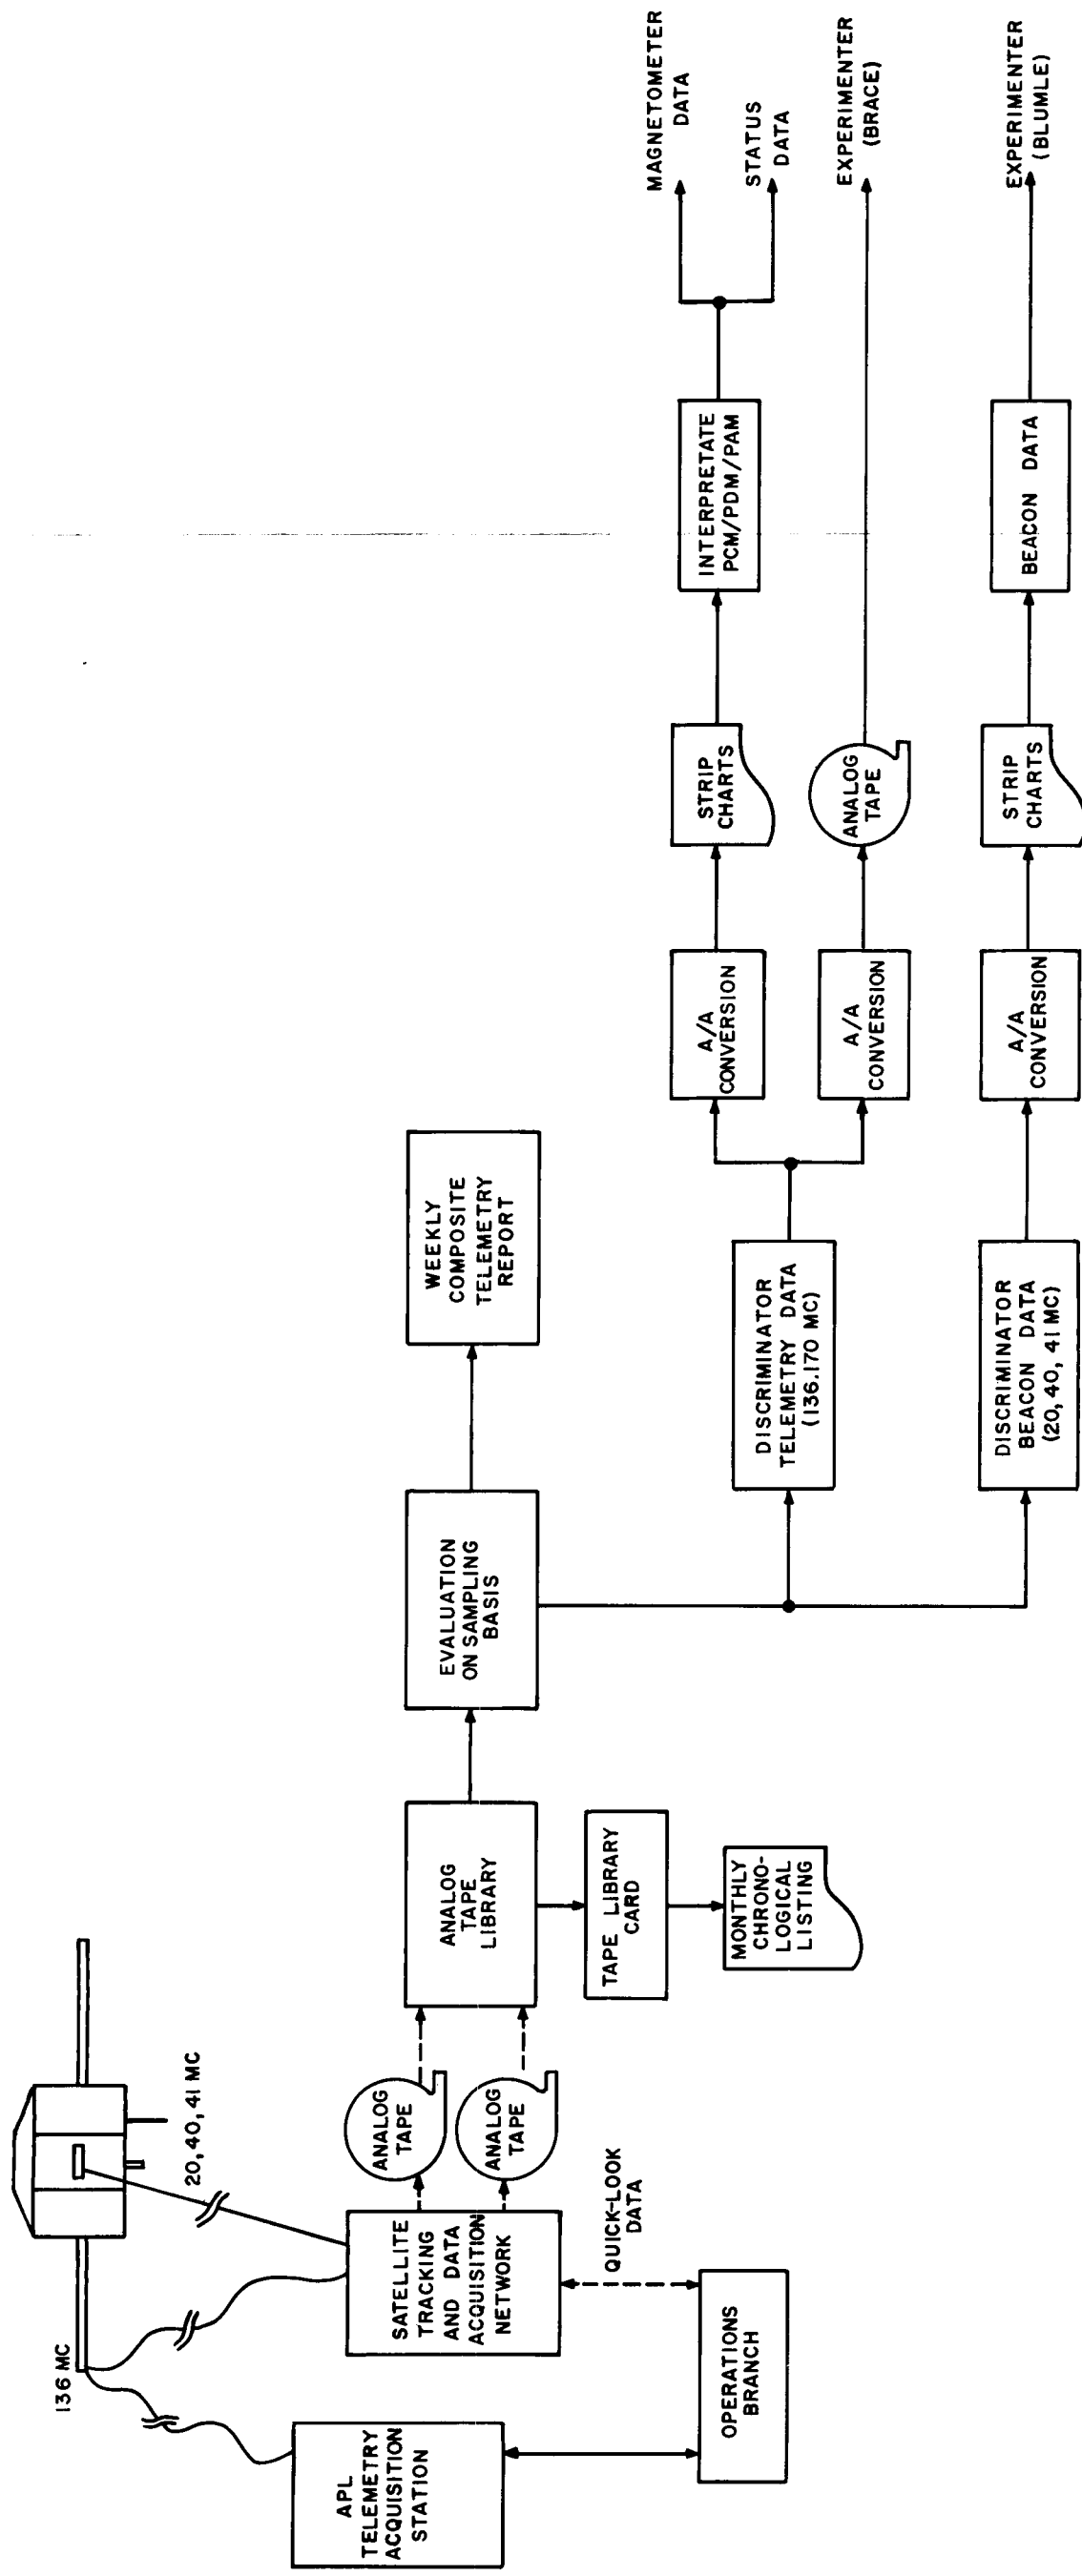 136 MC
20, 40, 41 MC
APL
TELEMETRY
ACQUISITION
STATION
SATELLITE
TRACKING
AND DATA
ACQUISITION
NETWORK
OPERATIONS
BRANCH
QUICK-LOOK
DATA
ANALOG
TAPE
ANALOG
TAPE
ANALOG
TAPE
LIBRARY
TAPE LIBRARY
CARD
MONTHLY
CHRONO-
LOGICAL
LISTING
EVALUATION
ON SAMPLING
BASIS
WEEKLY
COMPOSITE
TELEMETRY
REPORT
DISCRIMINATOR
TELEMETRY DATA
(136.170 MC)
DISCRIMINATOR
BEACON DATA
(20, 40, 41 MC)
A/A
CONVERSION
A/A
CONVERSION
A/A
CONVERSION
STRIP
CHARTS
ANALOG
TAPE
STRIP
CHARTS
INTERPRETATE
PCM/PDM/PAM
BEACON DATA
MAGNETOMETER
DATA
STATUS
DATA
EXPERIMENTER
(BRACE)
EXPERIMENTER
(BLUMLE)